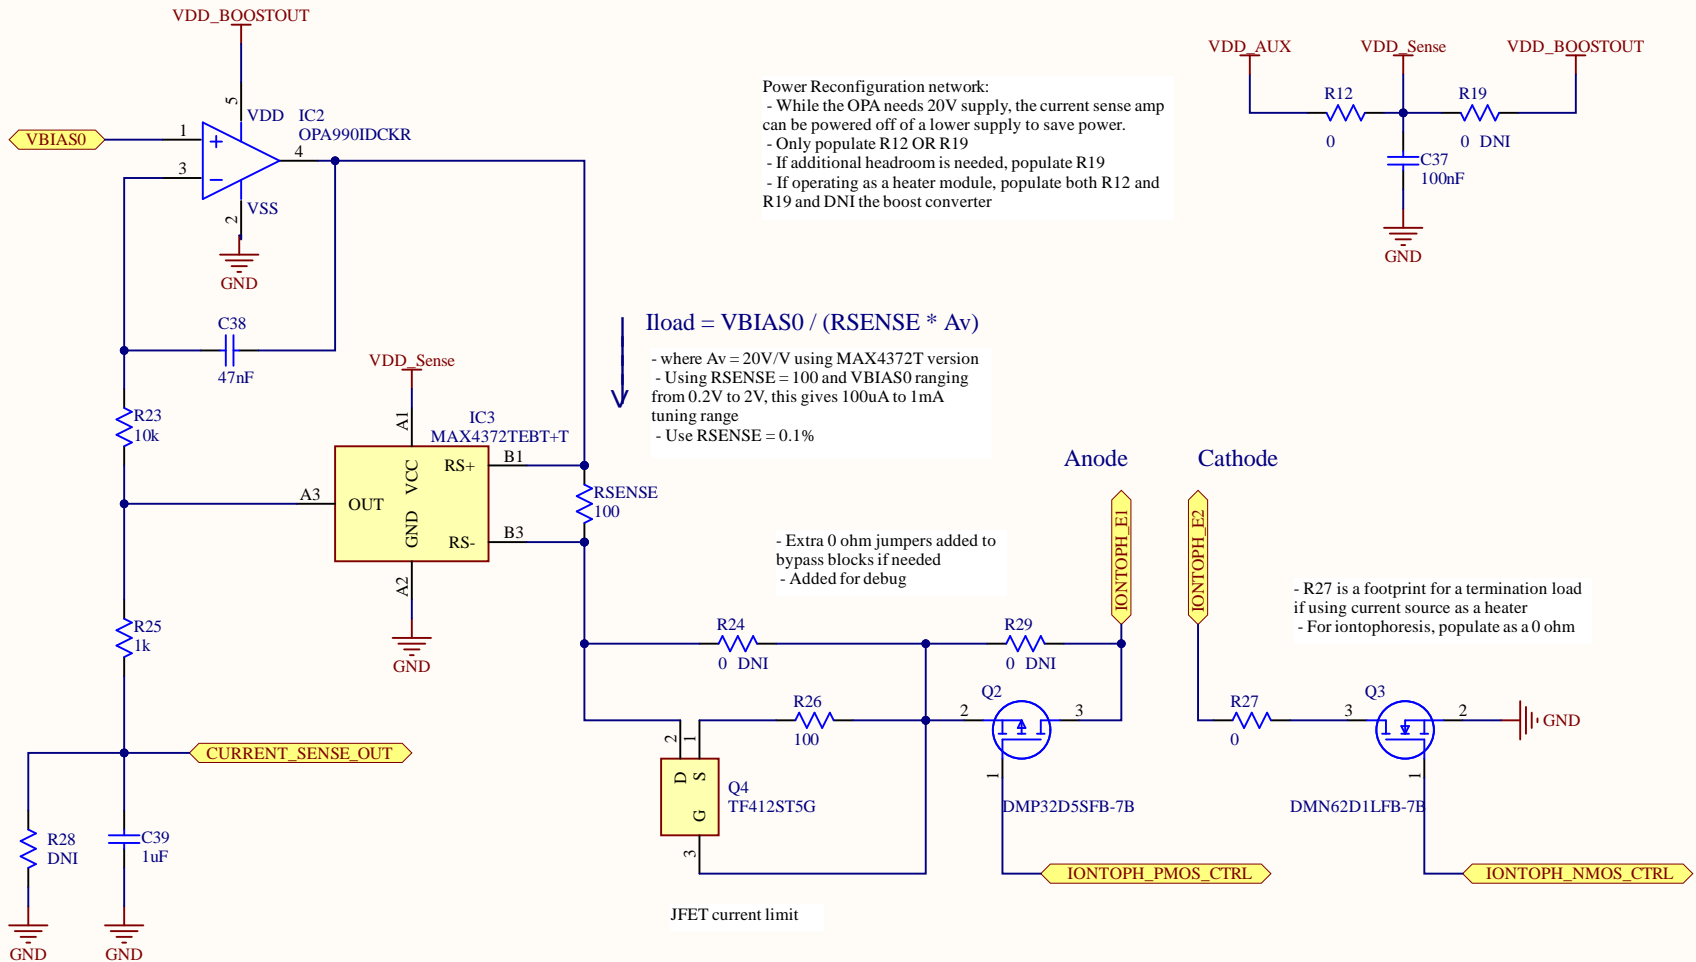 VDD_BOOSTOUT
5
VDD
IC2
OPA990IDCKR
VBIAS0
1
4
3
VSS
2
GND
C38
47nF
R23
10k
VDD_Sense
A1
IC3
MAX4372TEBT+T
RS+
B1
VCC
A3
OUT
GND
RS-
B3
A2
GND
RSENSE
100
R25
1k
CURRENT_SENSE_OUT
R28
DNI
C39
1uF
GND
GND
Power Reconfiguration network:
- While the OPA needs 20V supply, the current sense amp
can be powered off of a lower supply to save power.
- Only populate R12 OR R19
- If additional headroom is needed, populate R19
- If operating as a heater module, populate both R12 and
R19 and DNI the boost converter
VDD_AUX
VDD_Sense
VDD_BOOSTOUT
R12
0
R19
0 DNI
C37
100nF
GND
Iload = VBIAS0 / (RSENSE * Av)
- where Av = 20V/V using MAX4372T version
- Using RSENSE = 100 and VBIAS0 ranging
from 0.2V to 2V, this gives 100uA to 1mA
tuning range
- Use RSENSE = 0.1%
Anode
Cathode
IONTOPH_E1
IONTOPH_E2
- Extra 0 ohm jumpers added to
bypass blocks if needed
- Added for debug
- R27 is a footprint for a termination load
if using current source as a heater
- For iontophoresis, populate as a 0 ohm
R24
0 DNI
R29
0 DNI
R26
100
2
1
D
S
G
3
Q4
TF412ST5G
JFET current limit
Q2
2
3
1
DMP32D5SFB-7B
IONTOPH_PMOS_CTRL
R27
0
Q3
3
2
1
GND
DMN62D1LFB-7B
IONTOPH_NMOS_CTRL